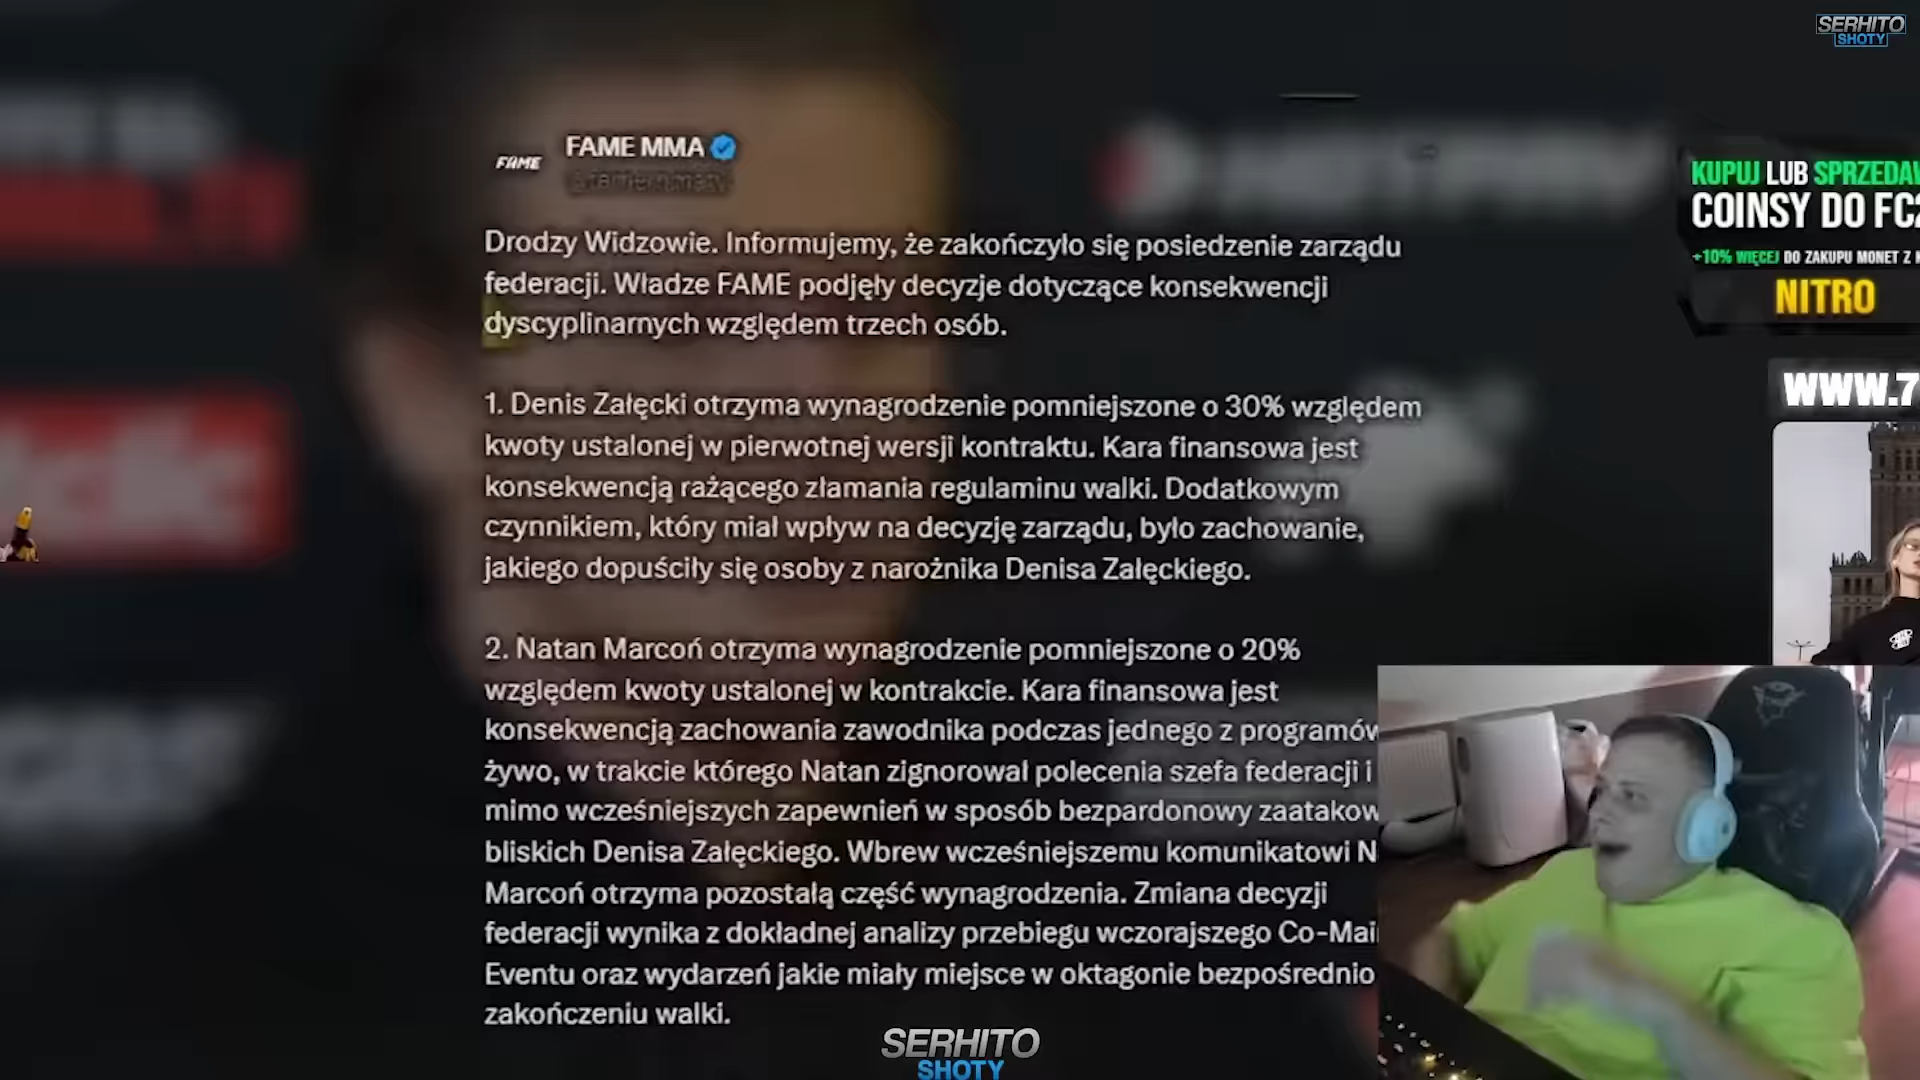 SERHITO
SHOTY
FAME MMA
FAME
Drodzy Widzowie. Informujemy, że zakończyło się posiedzenie zarządu
federacji. Władze FAME podjęły decyzje dotyczące konsekwencji
dyscyplinarnych względem trzech osób.
1. Denis Załęcki otrzyma wynagrodzenie pomniejszone o 30% względem
kwoty ustalonej w pierwotnej wersji kontraktu. Kara finansowa jest
konsekwencją rażącego złamania regulaminu walki. Dodatkowym
czynnikiem, który miał wpływ na decyzję zarządu, było zachowanie,
jakiego dopuściły się osoby z narożnika Denisa Załęckiego.
2. Natan Marcoń otrzyma wynagrodzenie pomniejszone o 20%
względem kwoty ustalonej w kontrakcie. Kara finansowa jest
konsekwencją zachowania zawodnika podczas jednego z programów
żywo, w trakcie którego Natan zignorował polecenia szefa federacji i
mimo wcześniejszych zapewnień w sposób bezpardonowy zaatakow
bliskich Denisa Załęckiego. Wbrew wcześniejszemu komunikatowi N
Marcoń otrzyma pozostałą część wynagrodzenia. Zmiana decyzji
federacji wynika z dokładnej analizy przebiegu wczorajszego Co-Mai
Eventu oraz wydarzeń jakie miały miejsce w oktagonie bezpośrednio
zakończeniu walki.
KUPUJ LUB SPRZEDAW
COINSY DO FC2
+10% WIĘCEJ DO ZAKUPU MONET Z K
NITRO
WWW.7
SERHITO
SHOTY